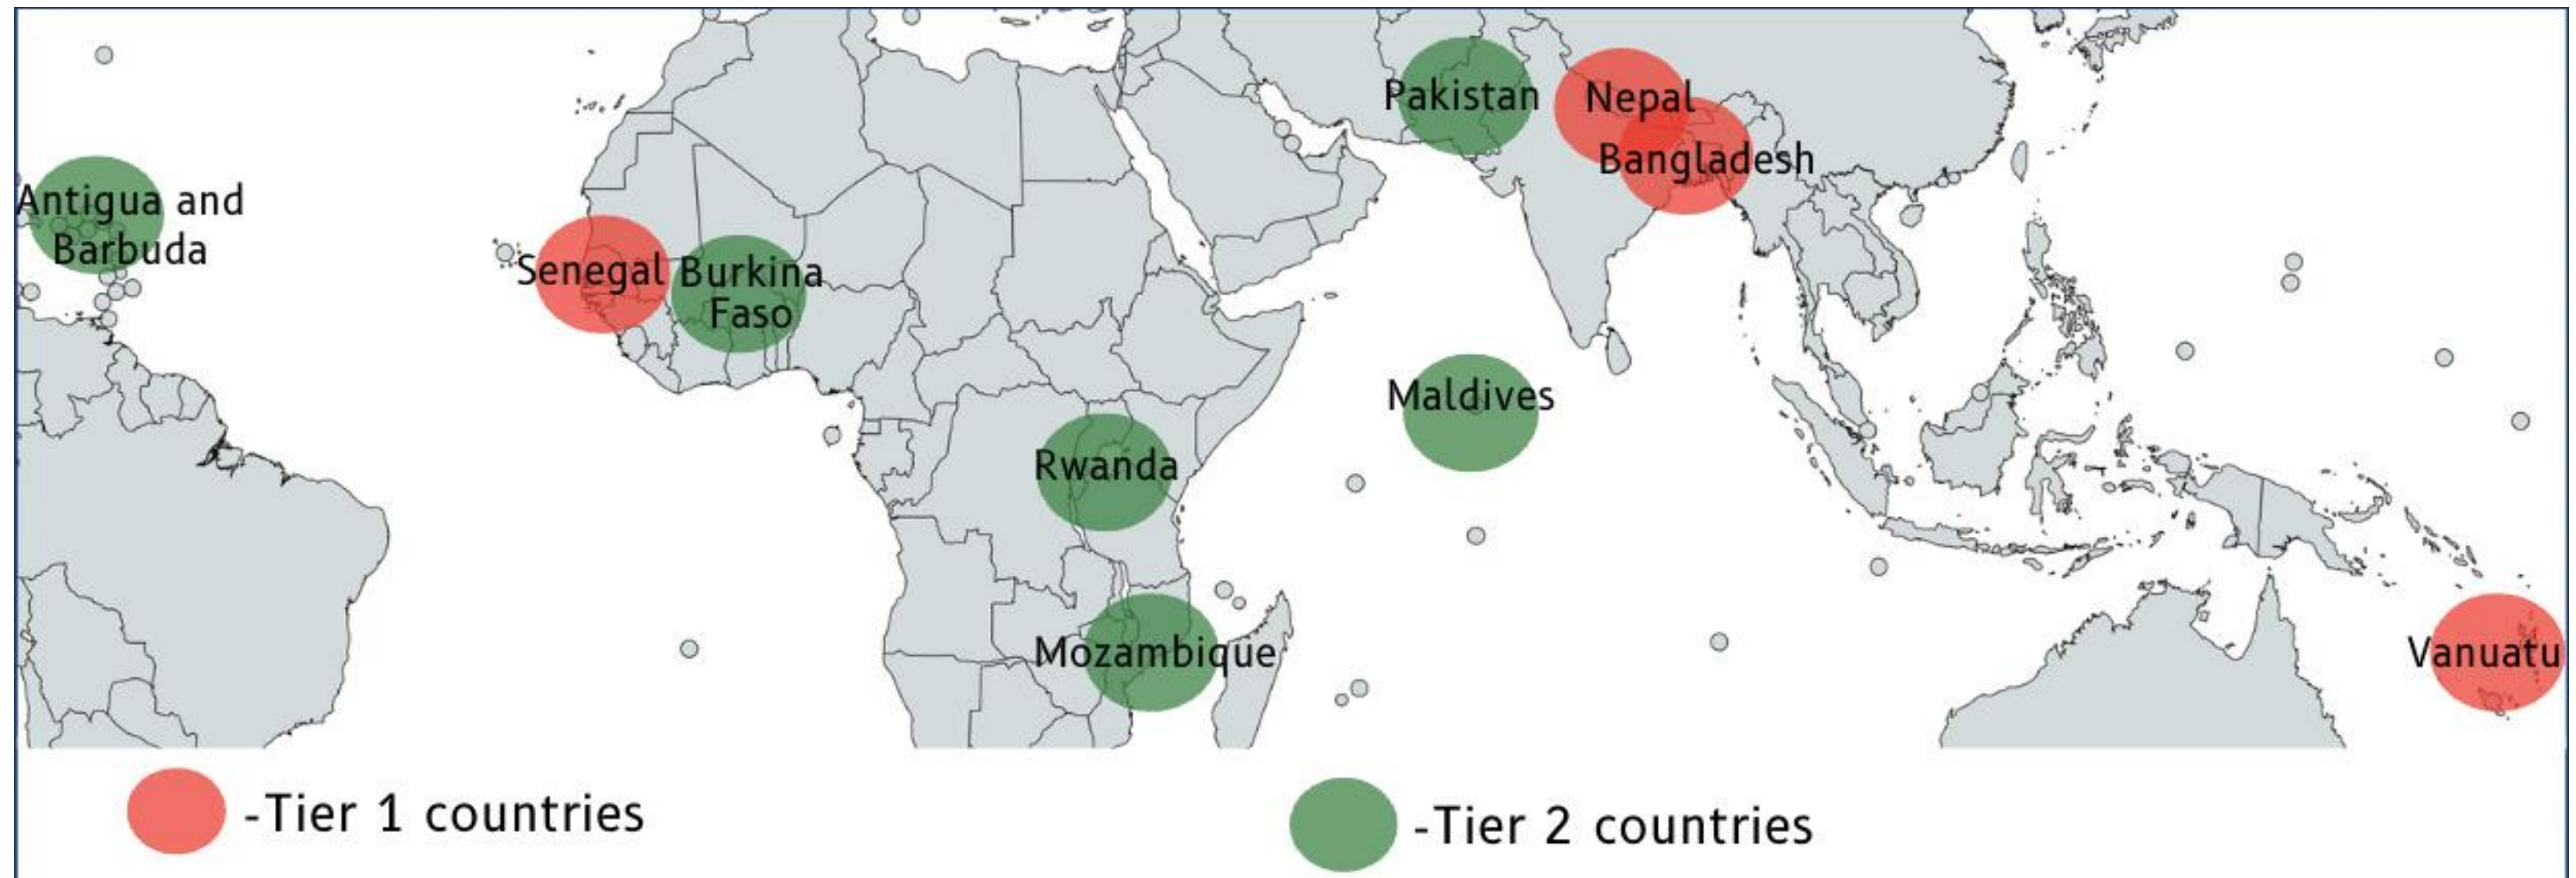 Pakistan
Nepal
Bangladesh
Antigua and
Barbuda
Senegal
Burkina
Faso
Maldives
Rwanda
Mozambique
Vanuatu
-Tier 1 countries
-Tier 2 countries